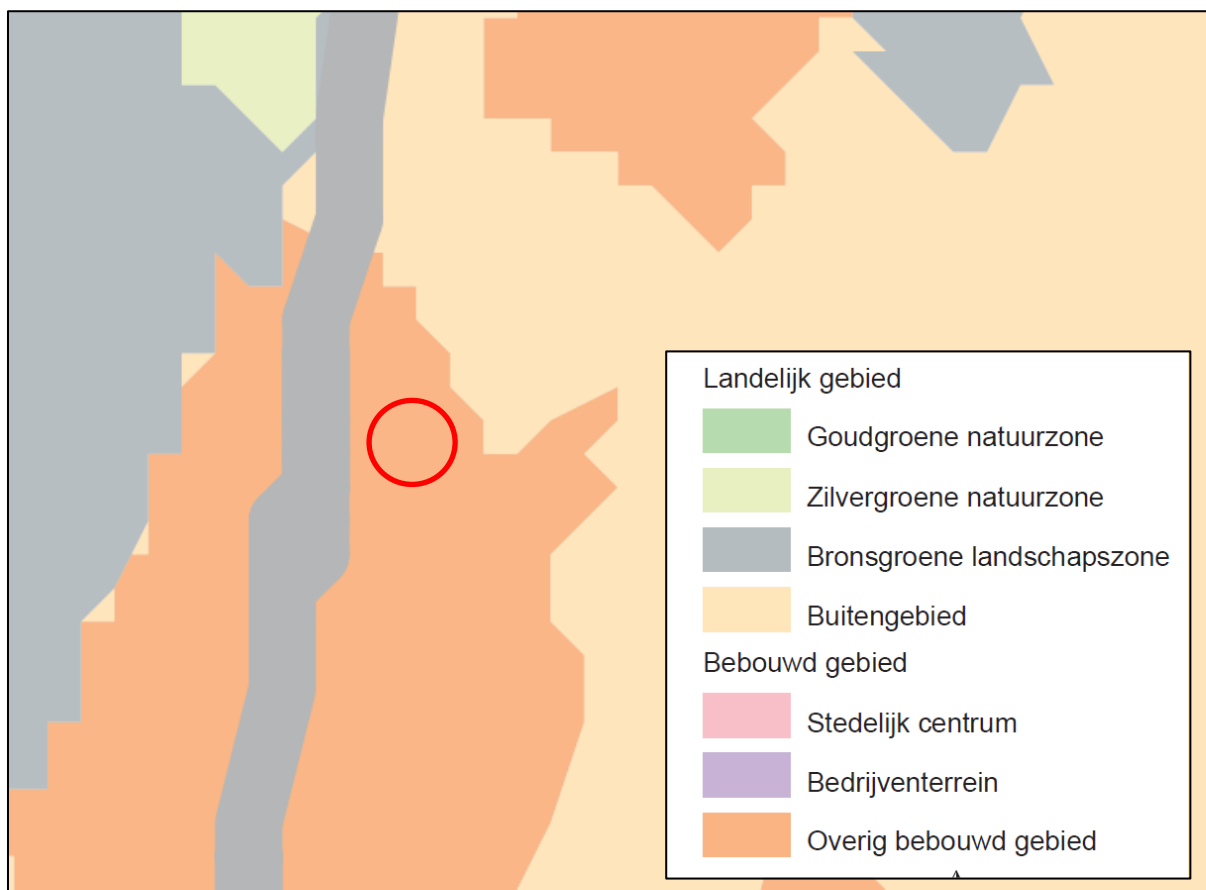 Landelijk gebied
Goudgroene natuurzone
Zilvergroene natuurzone
Bronsgroene landschapszone
Buitengebied
Bebouwd gebied
Stedelijk centrum
Bedrijventerrein
Overig bebouwd gebied